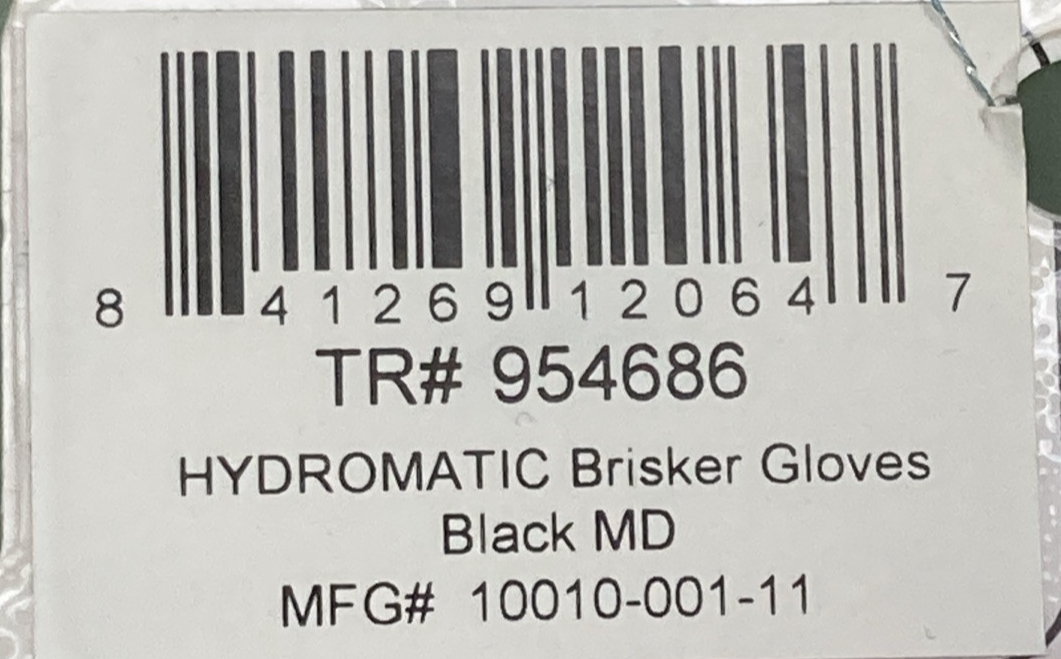 8 41269 12064 7
TR# 954686
HYDROMATIC Brisker Gloves
Black MD
MFG# 10010-001-11